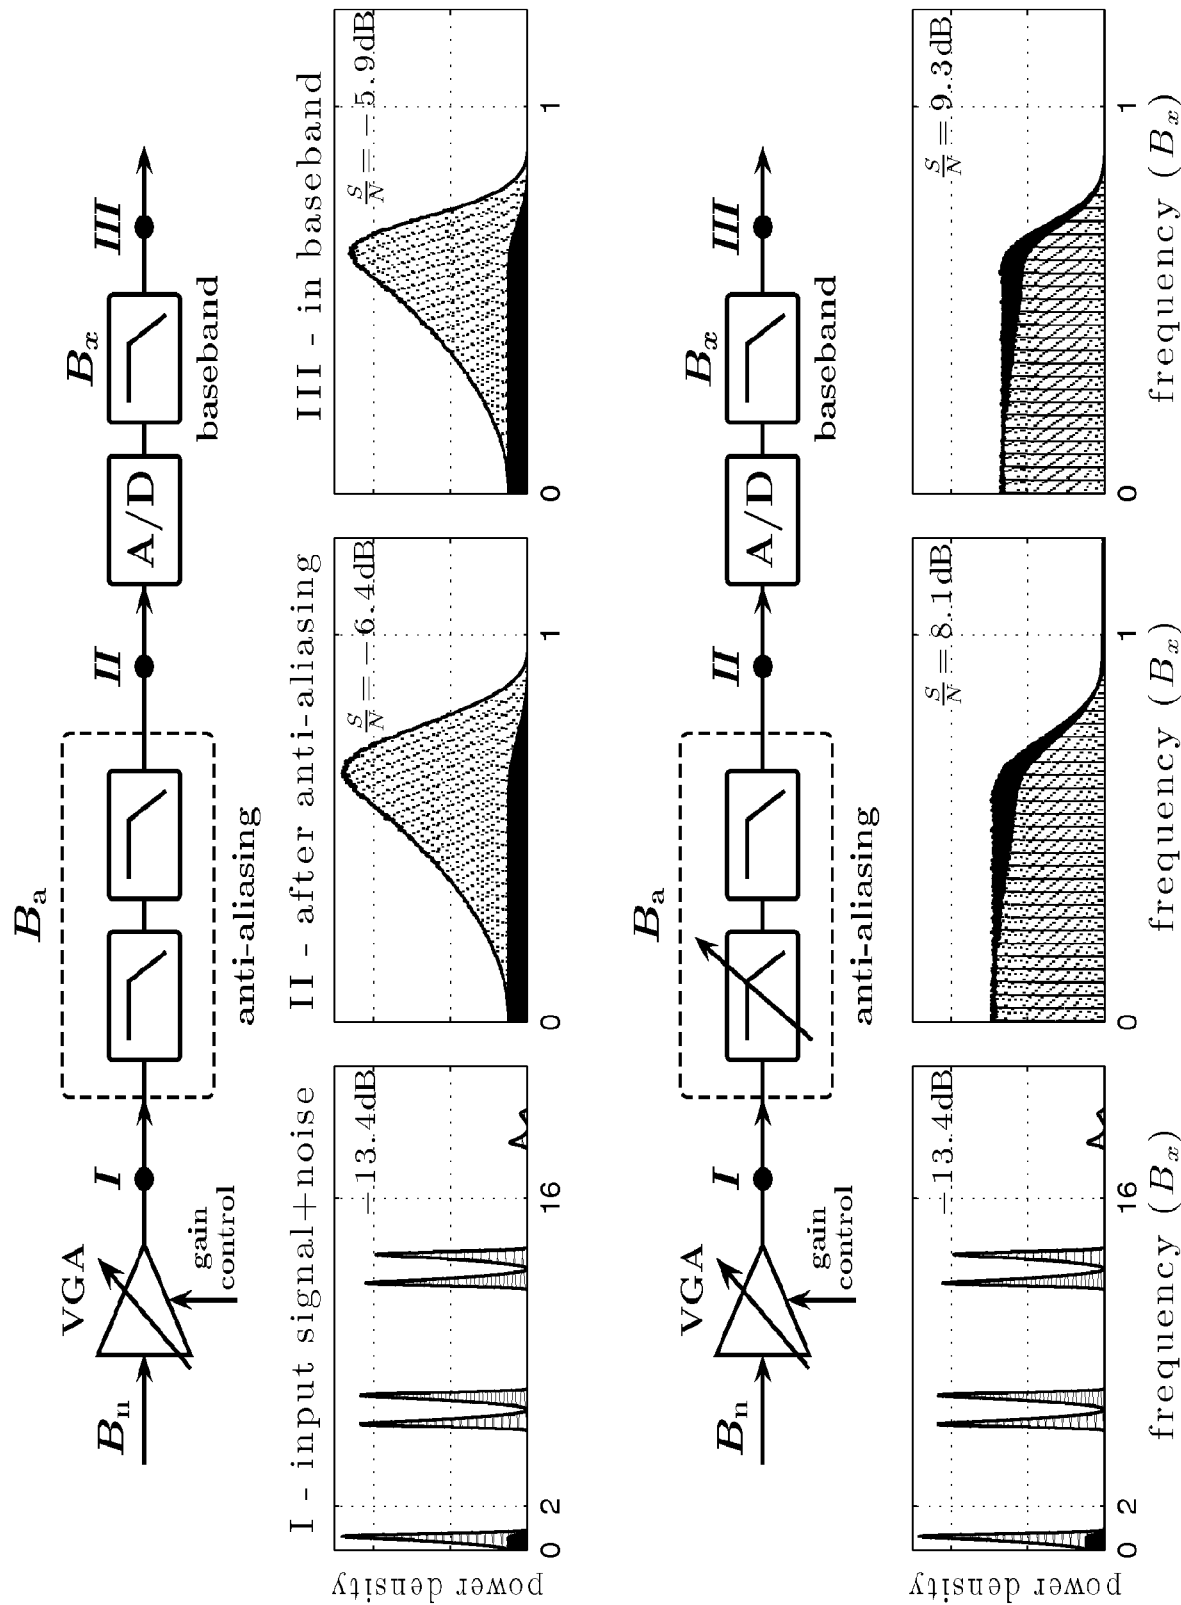 B_n
VGA
gain
control
I
B_a
anti-aliasing
II
A/D
B_x
baseband
III
I - input signal+noise
II - after anti-aliasing
III - in baseband
power density
−13.4dB
0 2 16
S/N = −6.4dB
0 1
S/N = −5.9dB
0 1
B_n
VGA
gain
control
I
B_a
anti-aliasing
II
A/D
B_x
baseband
III
power density
−13.4dB
0 2 16
frequency (B_x)
S/N = 8.1dB
0 1
frequency (B_x)
S/N = 9.3dB
0 1
frequency (B_x)